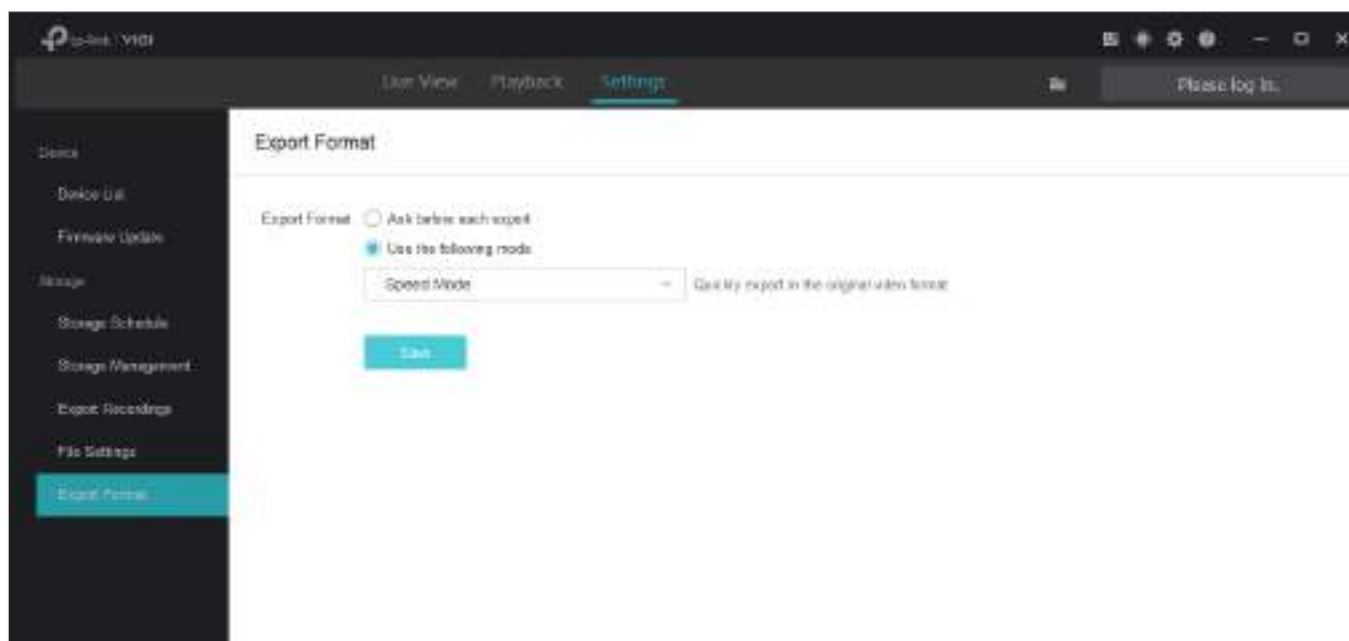 tp-link | VIGI
Live View Playback Settings
Please log in.
Device
Device List
Firmware Update
Storage
Storage Schedule
Storage Management
Export Recordings
File Settings
Export Format
Export Format
Export Format Ask before each export
Use the following mode
Speed Mode Quickly export in the original video format
Save